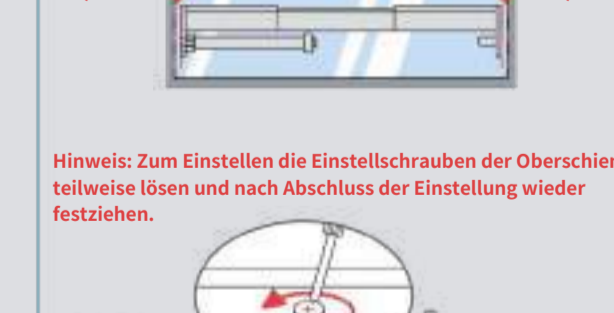 Hinweis: Zum Einstellen die Einstellschrauben der Oberschien
teilweise lösen und nach Abschluss der Einstellung wieder
festziehen.